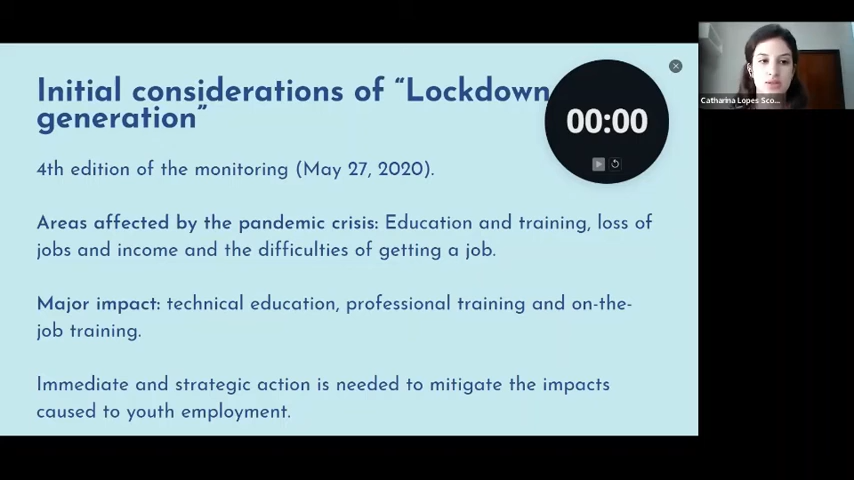 Initial considerations of “Lockdown
generation”
00:00
4th edition of the monitoring (May 27, 2020).
Areas affected by the pandemic crisis: Education and training, loss of
jobs and income and the difficulties of getting a job.
Major impact: technical education, professional training and on-the-
job training.
Immediate and strategic action is needed to mitigate the impacts
caused to youth employment.
Catharina Lopes Sco...